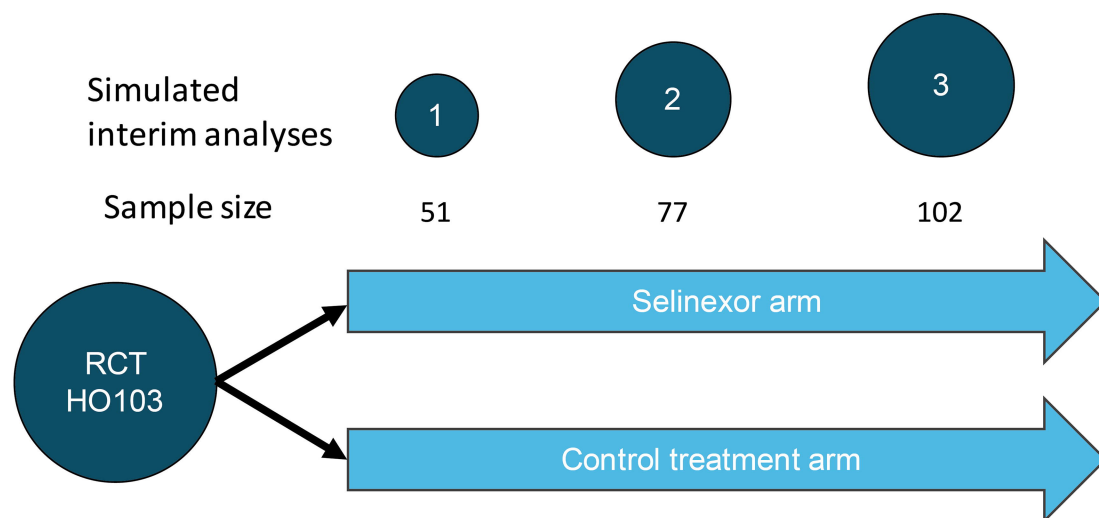 Simulated
interim analyses
1
2
3
Sample size
51
77
102
RCT
HO103
Selinexor arm
Control treatment arm